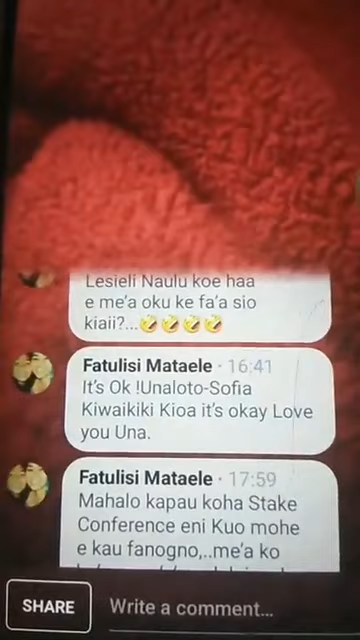 Lesieli Naulu koe haa
e me'a oku ke fa'a sio
kiaii?...🤣🤣🤣🤣
Fatulisi Mataele · 16:41
It's Ok !Unaloto-Sofia
Kiwaikiki Kioa it's okay Love
you Una.
Fatulisi Mataele · 17:59
Mahalo kapau koha Stake
Conference eni Kuo mohe
e kau fanogno,..me'a ko
SHARE
Write a comment...